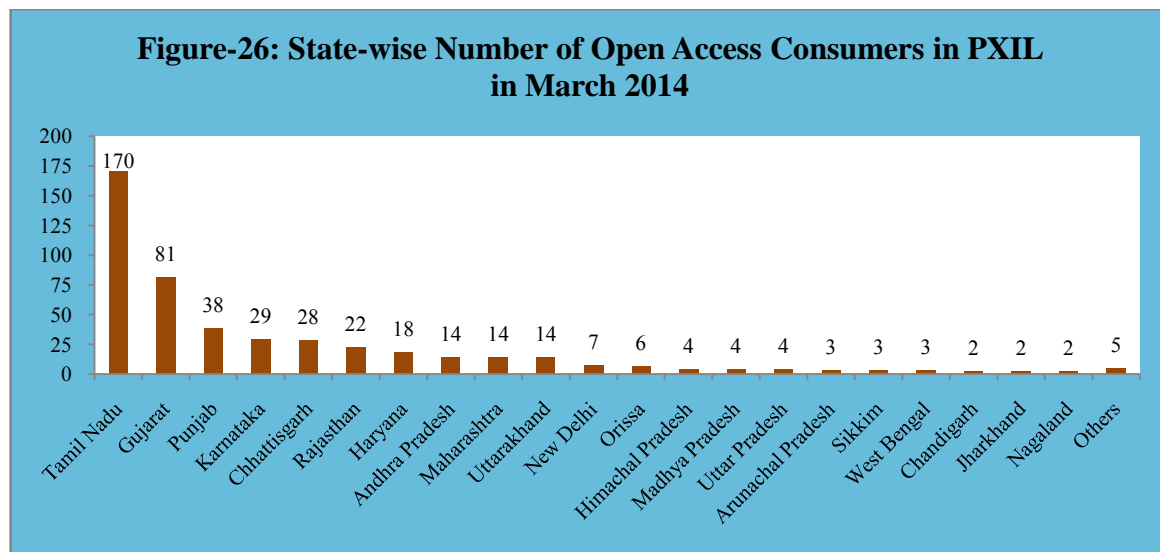 Figure-26: State-wise Number of Open Access Consumers in PXIL
in March 2014
200
175
150
125
100
75
50
25
0
170
81
38
29
28
22
18
14
14
14
7
6
4
4
4
3
3
3
2
2
2
5
Tamil Nadu
Gujarat
Punjab
Karnataka
Chhattisgarh
Rajasthan
Haryana
Andhra Pradesh
Maharashtra
Uttarakhand
New Delhi
Orissa
Himachal Pradesh
Madhya Pradesh
Uttar Pradesh
Arunachal Pradesh
Sikkim
West Bengal
Chandigarh
Jharkhand
Nagaland
Others